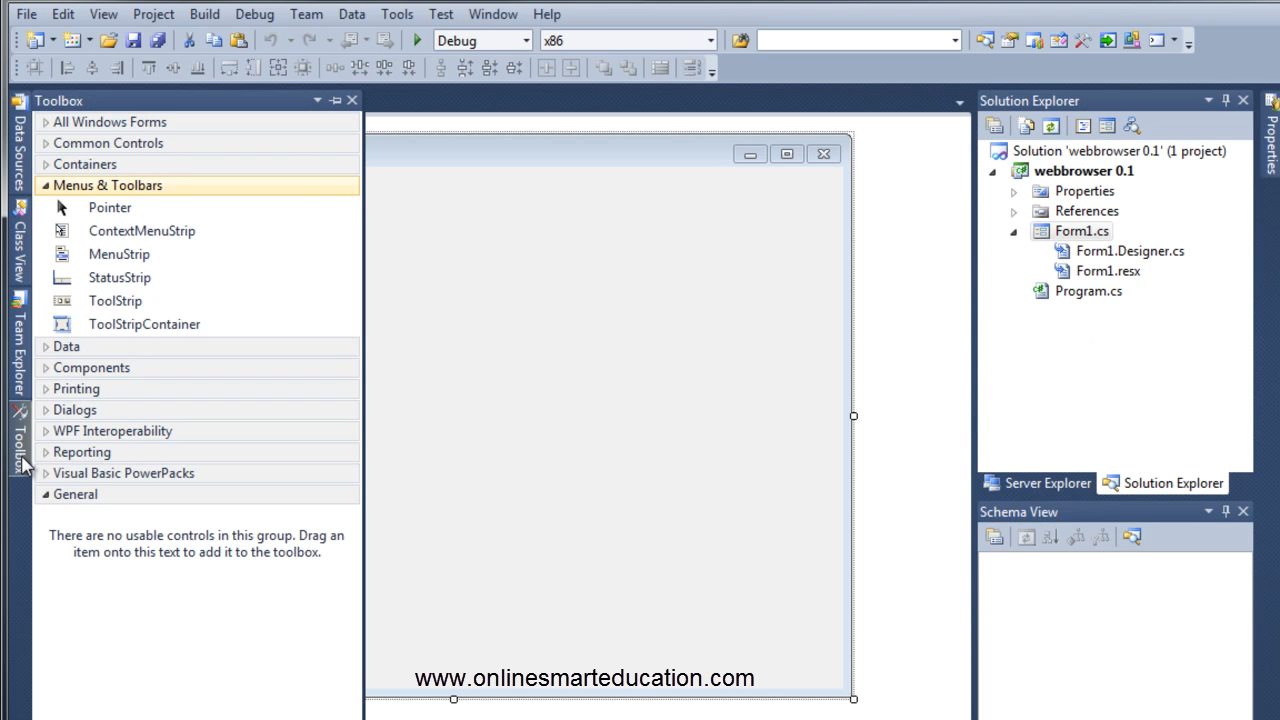 File Edit View Project Build Debug Team Data Tools Test Window Help
Debug x86
Toolbox
All Windows Forms
Common Controls
Containers
Menus & Toolbars
Pointer
ContextMenuStrip
MenuStrip
StatusStrip
ToolStrip
ToolStripContainer
Data
Components
Printing
Dialogs
WPF Interoperability
Reporting
Visual Basic PowerPacks
General
There are no usable controls in this group. Drag an
item onto this text to add it to the toolbox.
Data Sources
Class View
Team Explorer
Toolbox
www.onlinesmarteducation.com
Solution Explorer
Solution 'webbrowser 0.1' (1 project)
webbrowser 0.1
Properties
References
Form1.cs
Form1.Designer.cs
Form1.resx
Program.cs
Server Explorer Solution Explorer
Schema View
Properties